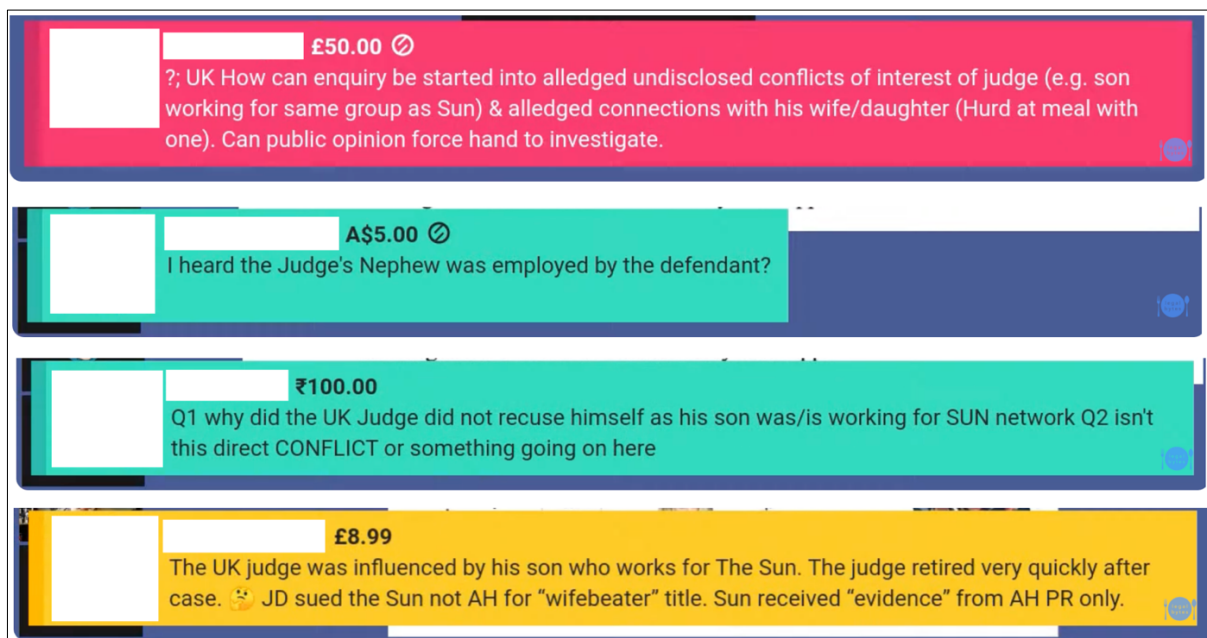 £50.00
?; UK How can enquiry be started into alledged undisclosed conflicts of interest of judge (e.g. son
working for same group as Sun) & alledged connections with his wife/daughter (Hurd at meal with
one). Can public opinion force hand to investigate.
A$5.00
I heard the Judge's Nephew was employed by the defendant?
₹100.00
Q1 why did the UK Judge did not recuse himself as his son was/is working for SUN network Q2 isn't
this direct CONFLICT or something going on here
£8.99
The UK judge was influenced by his son who works for The Sun. The judge retired very quickly after
case. 🤔 JD sued the Sun not AH for “wifebeater” title. Sun received “evidence” from AH PR only.